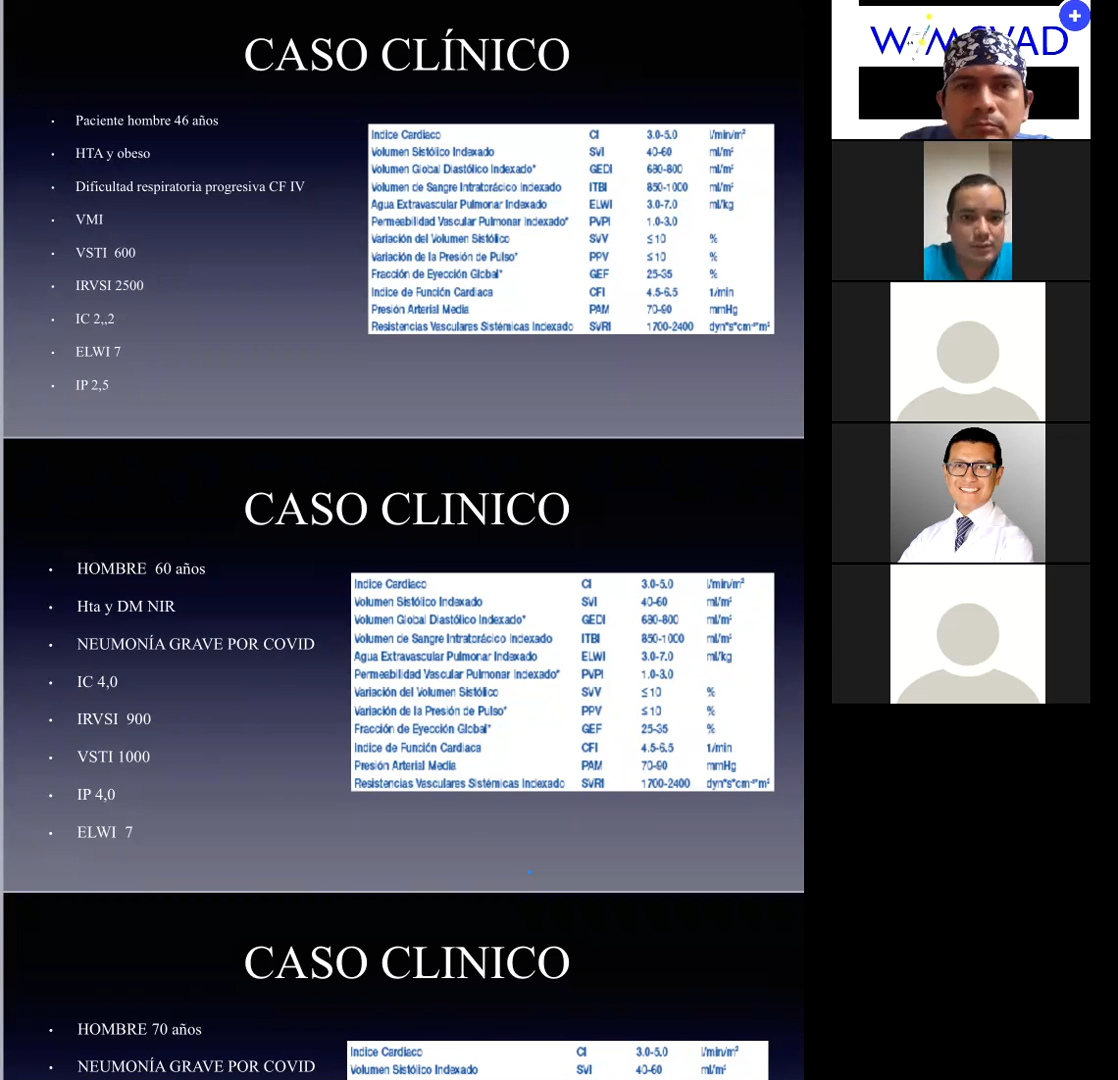 CASO CLÍNICO
• Paciente hombre 46 años
• HTA y obeso
• Dificultad respiratoria progresiva CF IV
• VMI
• VSTI 600
• IRVSI 2500
• IC 2,,2
• ELWI 7
• IP 2,5
Indice Cardiaco CI 3.0-5.0 l/min/m²
Volumen Sistólico Indexado SVI 40-60 ml/m²
Volumen Global Diastólico Indexado* GEDI 680-800 ml/m²
Volumen de Sangre Intratorácico Indexado ITBI 850-1000 ml/m²
Agua Extravascular Pulmonar Indexado ELWI 3.0-7.0 ml/kg
Permeabilidad Vascular Pulmonar Indexado* PVPI 1.0-3.0
Variación del Volumen Sistólico SVV ≤10 %
Variación de la Presión de Pulso* PPV ≤10 %
Fracción de Eyección Global* GEF 25-35 %
Indice de Función Cardiaca CFI 4.5-6.5 1/min
Presión Arterial Media PAM 70-90 mmHg
Resistencias Vasculares Sistémicas Indexado SVRI 1700-2400 dyn*s*cm⁻⁵*m²
CASO CLINICO
• HOMBRE 60 años
• Hta y DM NIR
• NEUMONÍA GRAVE POR COVID
• IC 4,0
• IRVSI 900
• VSTI 1000
• IP 4,0
• ELWI 7
Indice Cardiaco CI 3.0-5.0 l/min/m²
Volumen Sistólico Indexado SVI 40-60 ml/m²
Volumen Global Diastólico Indexado* GEDI 680-800 ml/m²
Volumen de Sangre Intratorácico Indexado ITBI 850-1000 ml/m²
Agua Extravascular Pulmonar Indexado ELWI 3.0-7.0 ml/kg
Permeabilidad Vascular Pulmonar Indexado* PVPI 1.0-3.0
Variación del Volumen Sistólico SVV ≤10 %
Variación de la Presión de Pulso* PPV ≤10 %
Fracción de Eyección Global* GEF 25-35 %
Indice de Función Cardiaca CFI 4.5-6.5 1/min
Presión Arterial Media PAM 70-90 mmHg
Resistencias Vasculares Sistémicas Indexado SVRI 1700-2400 dyn*s*cm⁻⁵*m²
CASO CLINICO
• HOMBRE 70 años
• NEUMONÍA GRAVE POR COVID
Indice Cardiaco CI 3.0-5.0 l/min/m²
Volumen Sistólico Indexado SVI 40-60 ml/m²